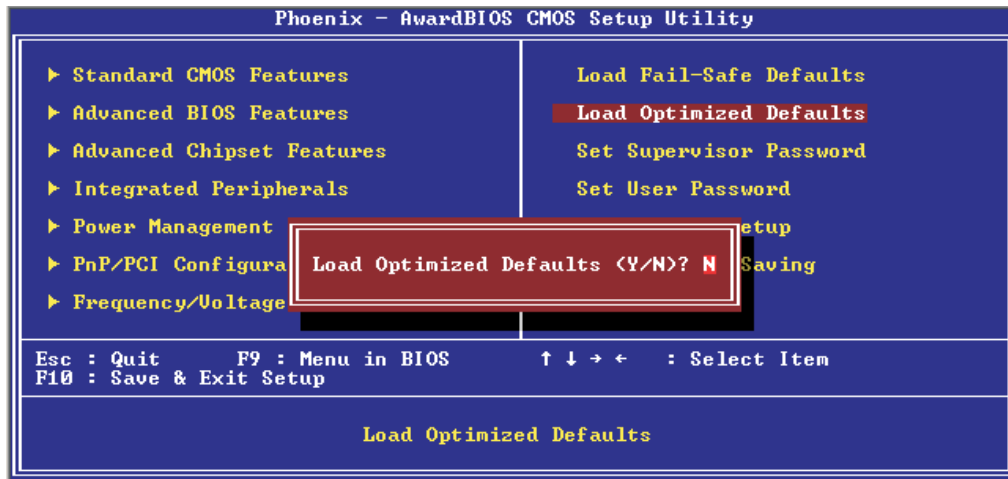 Phoenix - AwardBIOS CMOS Setup Utility
▶ Standard CMOS Features
▶ Advanced BIOS Features
▶ Advanced Chipset Features
▶ Integrated Peripherals
▶ Power Management
▶ PnP/PCI Configura
▶ Frequency/Voltage
Load Fail-Safe Defaults
Load Optimized Defaults
Set Supervisor Password
Set User Password
etup
Saving
Load Optimized Defaults (Y/N)? N
Esc : Quit F9 : Menu in BIOS ↑ ↓ → ← : Select Item
F10 : Save & Exit Setup
Load Optimized Defaults